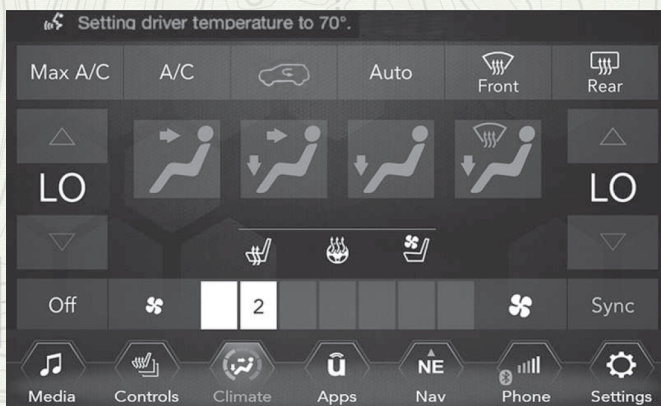 Setting driver temperature to 70°.
Max A/C A/C Auto Front Rear
LO LO
Off 2 Sync
û NE
Media Controls Climate Apps Nav Phone Settings